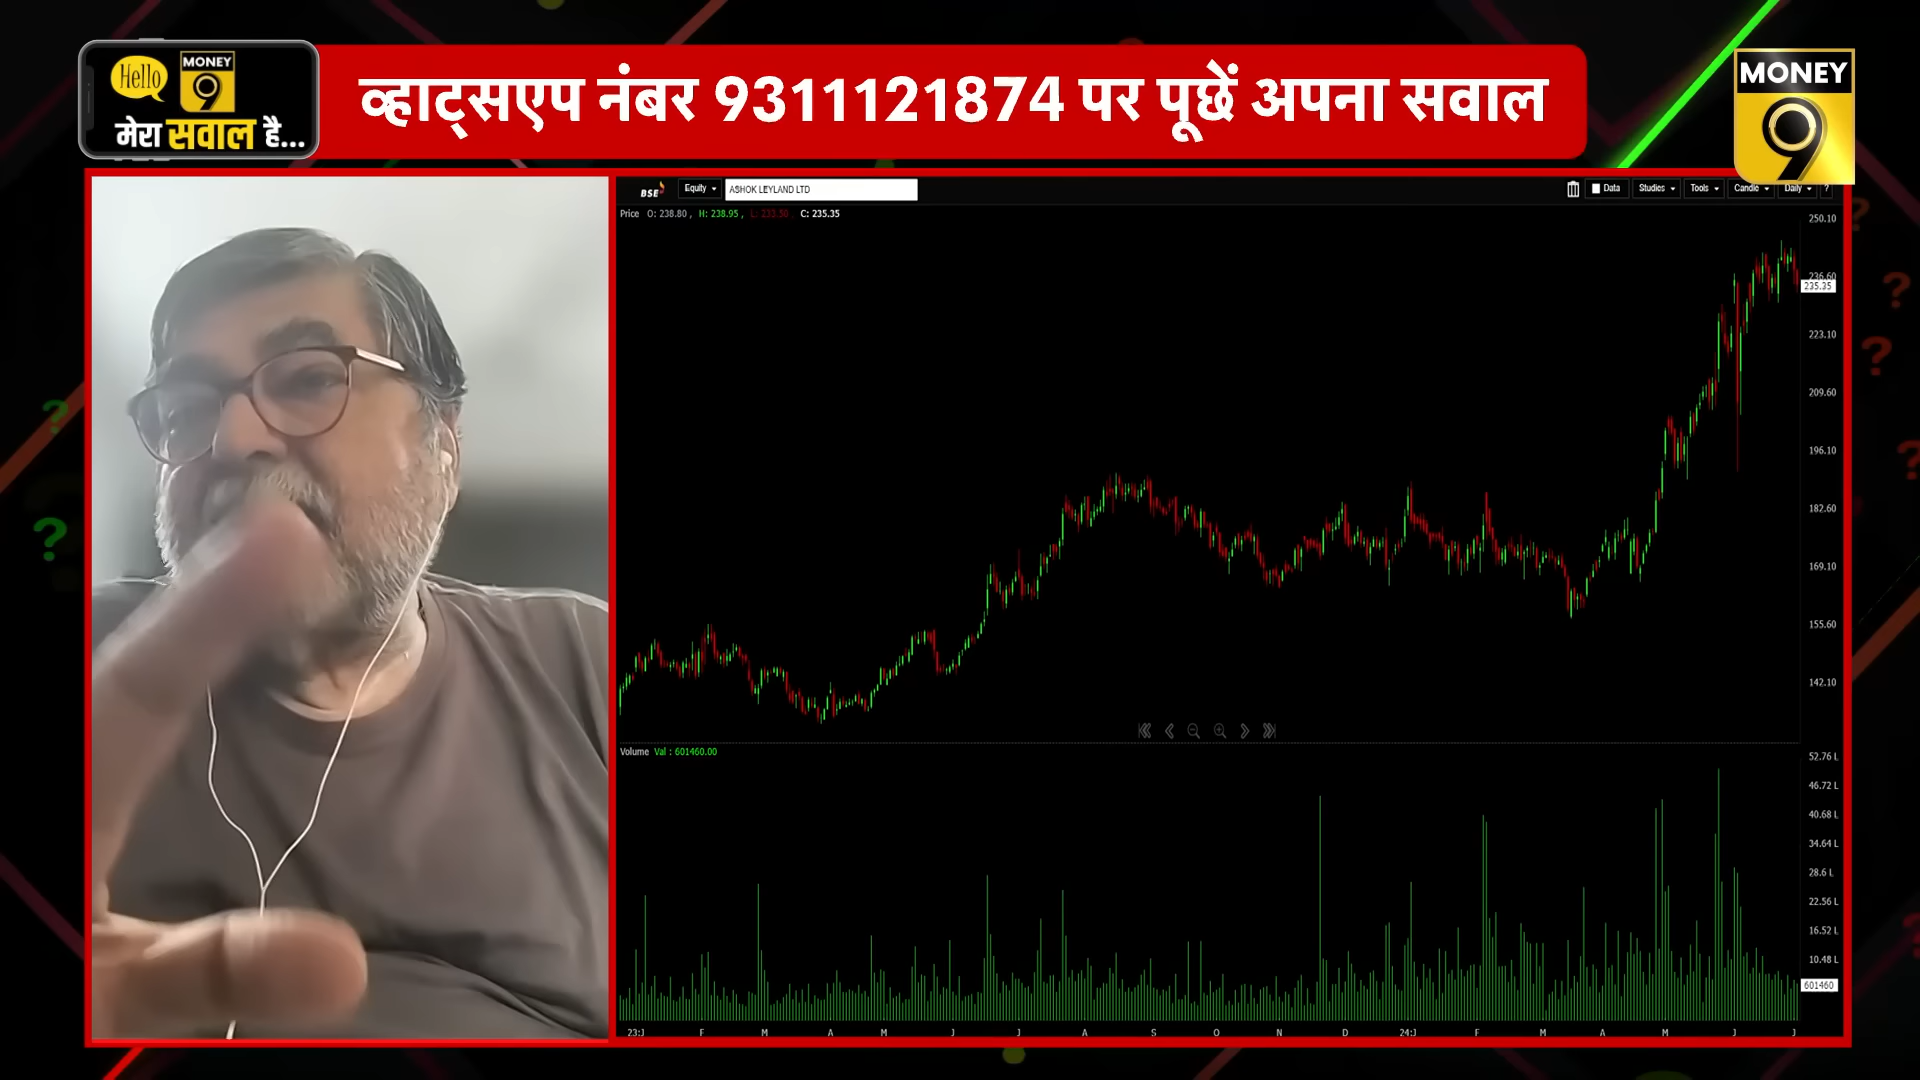 Hello
MONEY
9
मेरा सवाल है...
व्हाट्सएप नंबर 9311121874 पर पूछें अपना सवाल
MONEY
9
BSE
Equity
ASHOK LEYLAND LTD
Data
Studies
Tools
Candle
Daily
?
Price O: 238.80 , H: 238.95 , L: 233.50 , C: 235.35
250.10
236.60
235.35
223.10
209.60
196.10
182.60
169.10
155.60
142.10
Volume Val : 601460.00
52.76 L
46.72 L
40.68 L
34.64 L
28.6 L
22.56 L
16.52 L
10.48 L
601460
23:J F M A M J J A S O N D 24:J F M A M J J